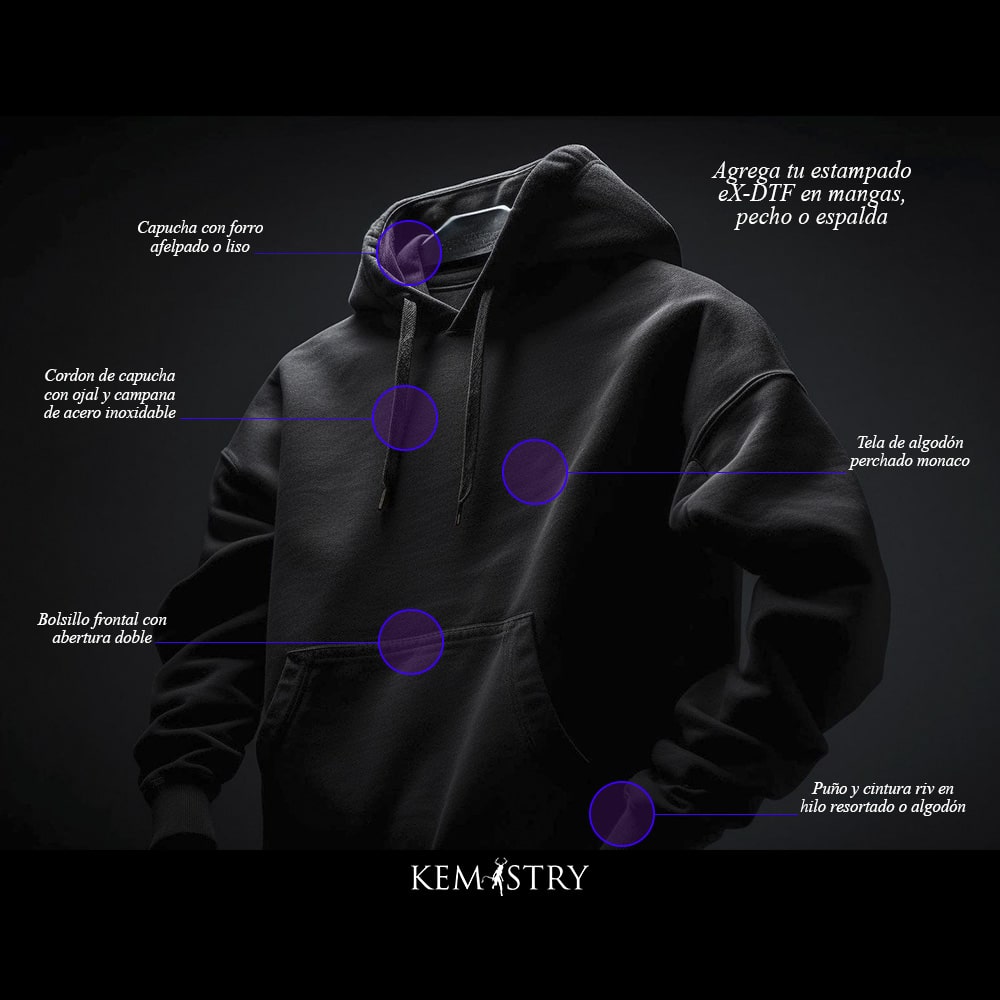 Agrega tu estampado
eX-DTF en mangas,
pecho o espalda
Capucha con forro
afelpado o liso
Cordon de capucha
con ojal y campana
de acero inoxidable
Tela de algodón
perchado monaco
Bolsillo frontal con
abertura doble
Puño y cintura riv en
hilo resortado o algodón
KEMISTRY